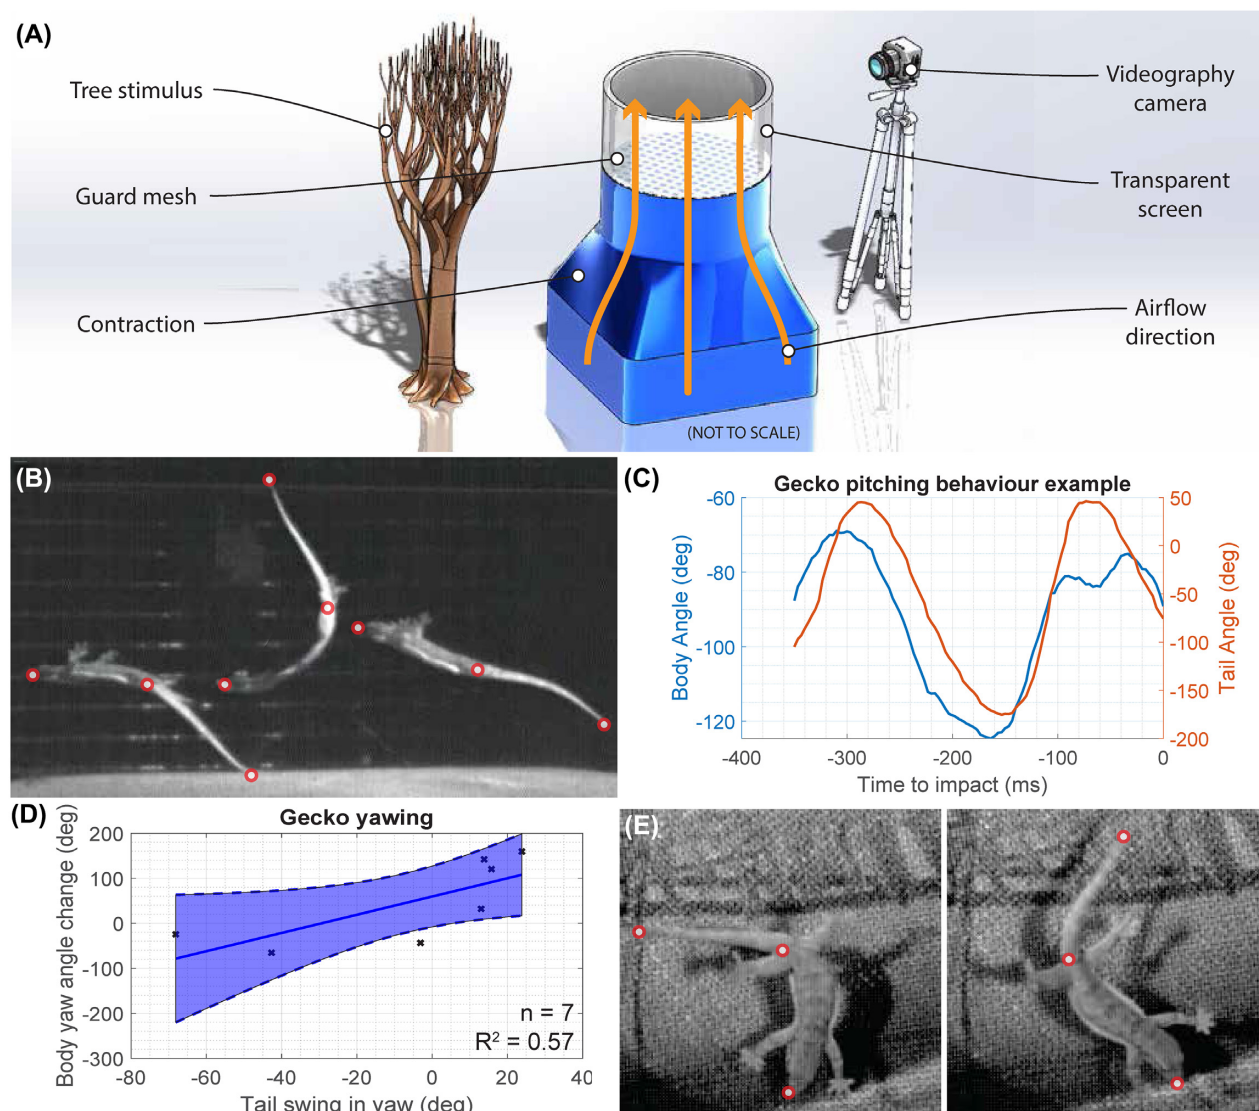 (A)
Tree stimulus
Guard mesh
Contraction
Videography
camera
Transparent
screen
Airflow
direction
(NOT TO SCALE)
(B)
(C)
Gecko pitching behaviour example
-60
-80
-100
-120
Body Angle (deg)
50
0
-50
-100
-150
-200
Tail Angle (deg)
-400
-300
-200
-100
0
Time to impact (ms)
(D)
Gecko yawing
200
100
0
-100
-200
-300
Body yaw angle change (deg)
n = 7
R² = 0.57
-80
-60
-40
-20
0
20
40
Tail swing in yaw (deg)
(E)